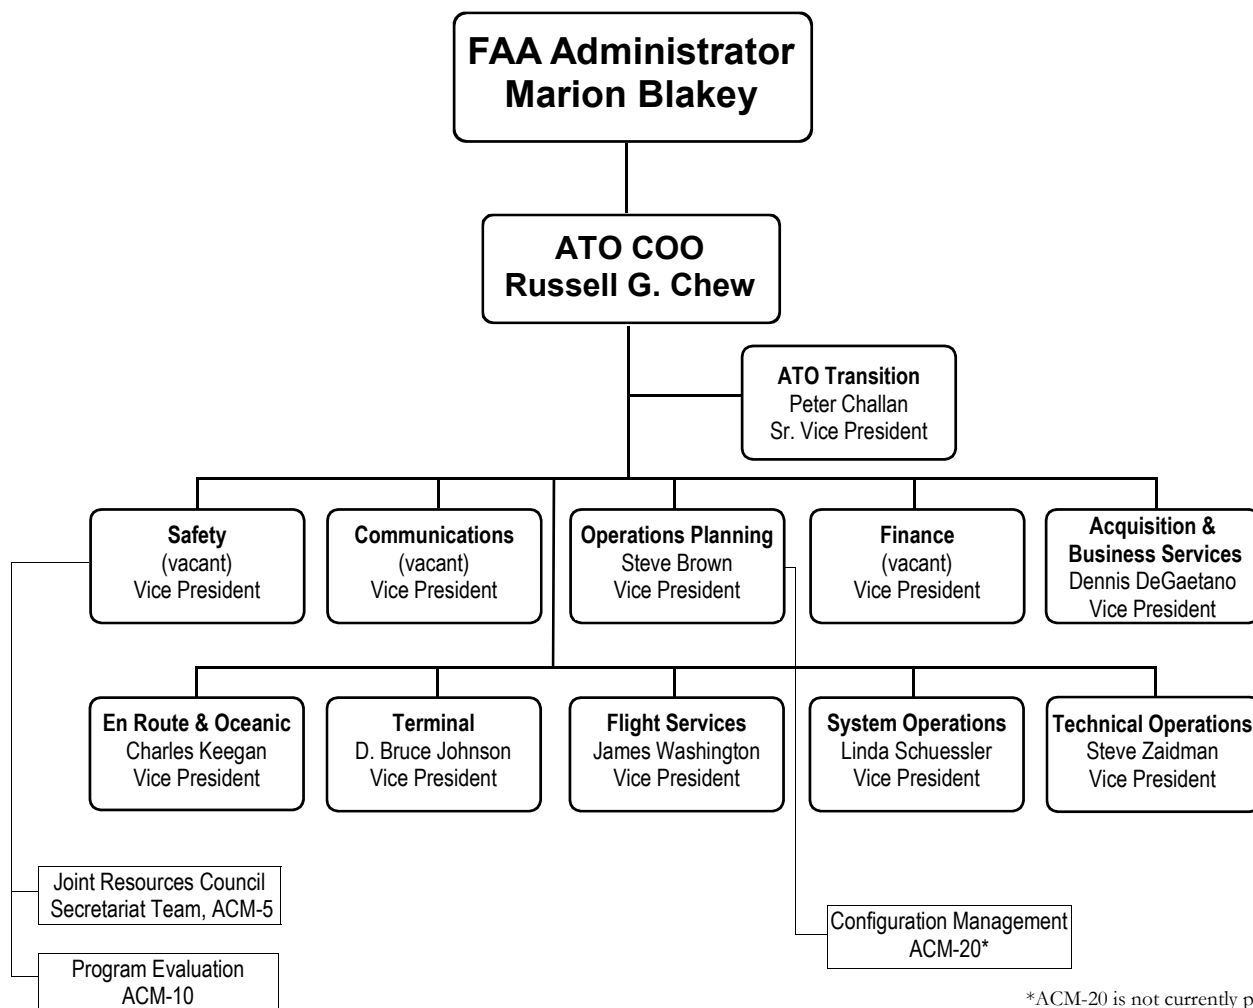 FAA Administrator
Marion Blakey
ATO COO
Russell G. Chew
ATO Transition
Peter Challan
Sr. Vice President
Safety
(vacant)
Vice President
Communications
(vacant)
Vice President
Operations Planning
Steve Brown
Vice President
Finance
(vacant)
Vice President
Acquisition &
Business Services
Dennis DeGaetano
Vice President
En Route & Oceanic
Charles Keegan
Vice President
Terminal
D. Bruce Johnson
Vice President
Flight Services
James Washington
Vice President
System Operations
Linda Schuessler
Vice President
Technical Operations
Steve Zaidman
Vice President
Joint Resources Council
Secretariat Team, ACM-5
Program Evaluation
ACM-10
Configuration Management
ACM-20*
*ACM-20 is not currently